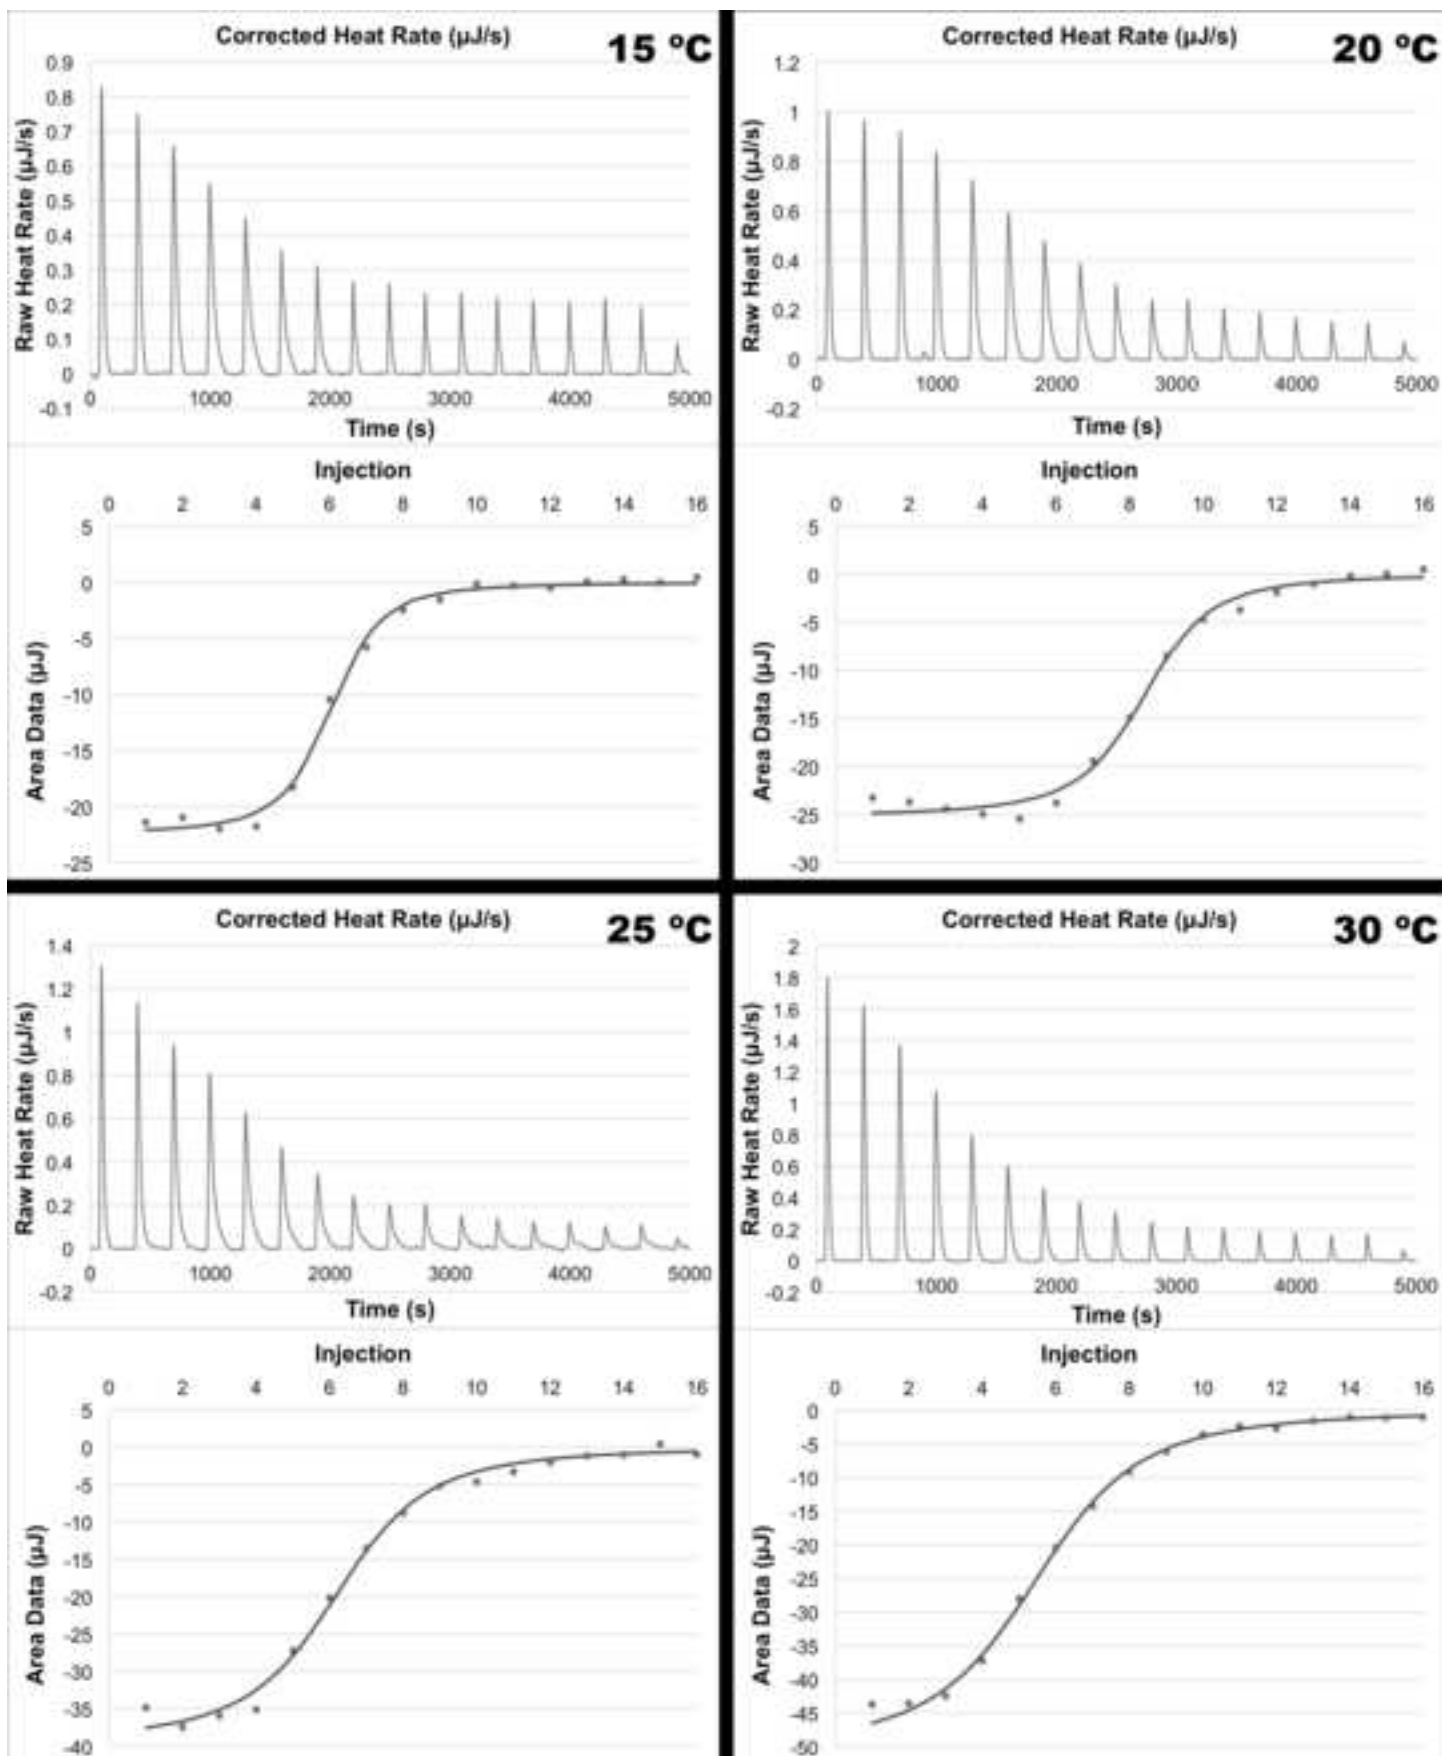 Corrected Heat Rate (µJ/s)
15 ºC
Raw Heat Rate (µJ/s)
0.9
0.8
0.7
0.6
0.5
0.4
0.3
0.2
0.1
0
-0.1
0 1000 2000 3000 4000 5000
Time (s)
Injection
0 2 4 6 8 10 12 14 16
Area Data (µJ)
5
0
-5
-10
-15
-20
-25
Corrected Heat Rate (µJ/s)
20 ºC
Raw Heat Rate (µJ/s)
1.2
1
0.8
0.6
0.4
0.2
0
-0.2
0 1000 2000 3000 4000 5000
Time (s)
Injection
0 2 4 6 8 10 12 14 16
Area Data (µJ)
5
0
-5
-10
-15
-20
-25
-30
Corrected Heat Rate (µJ/s)
25 ºC
Raw Heat Rate (µJ/s)
1.4
1.2
1
0.8
0.6
0.4
0.2
0
-0.2
0 1000 2000 3000 4000 5000
Time (s)
Injection
0 2 4 6 8 10 12 14 16
Area Data (µJ)
5
0
-5
-10
-15
-20
-25
-30
-35
-40
Corrected Heat Rate (µJ/s)
30 ºC
Raw Heat Rate (µJ/s)
2
1.8
1.6
1.4
1.2
1
0.8
0.6
0.4
0.2
0
-0.2
0 1000 2000 3000 4000 5000
Time (s)
Injection
0 2 4 6 8 10 12 14 16
Area Data (µJ)
0
-5
-10
-15
-20
-25
-30
-35
-40
-45
-50